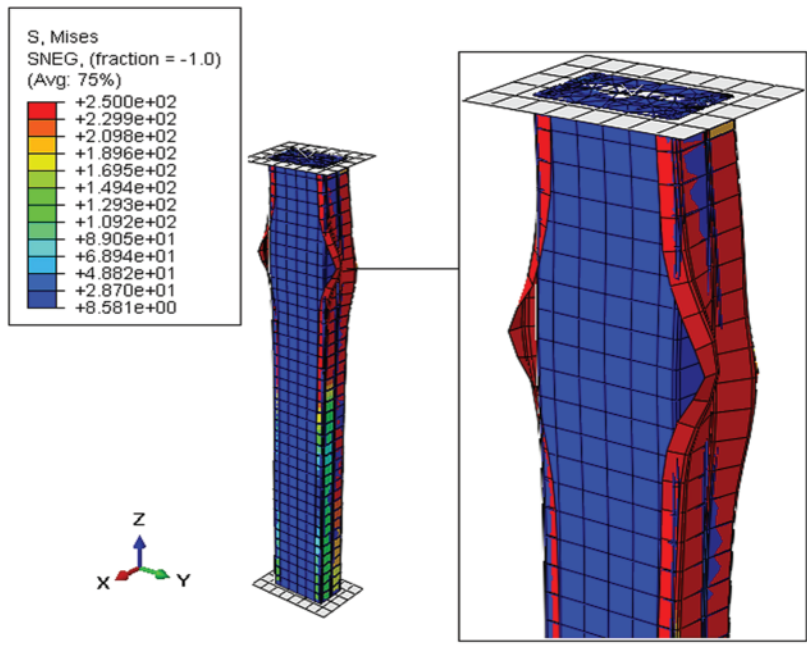 S, Mises
SNEG, (fraction = -1.0)
(Avg: 75%)
+2.500e+02
+2.299e+02
+2.098e+02
+1.896e+02
+1.695e+02
+1.494e+02
+1.293e+02
+1.092e+02
+8.905e+01
+6.894e+01
+4.882e+01
+2.870e+01
+8.581e+00
Z
X
Y